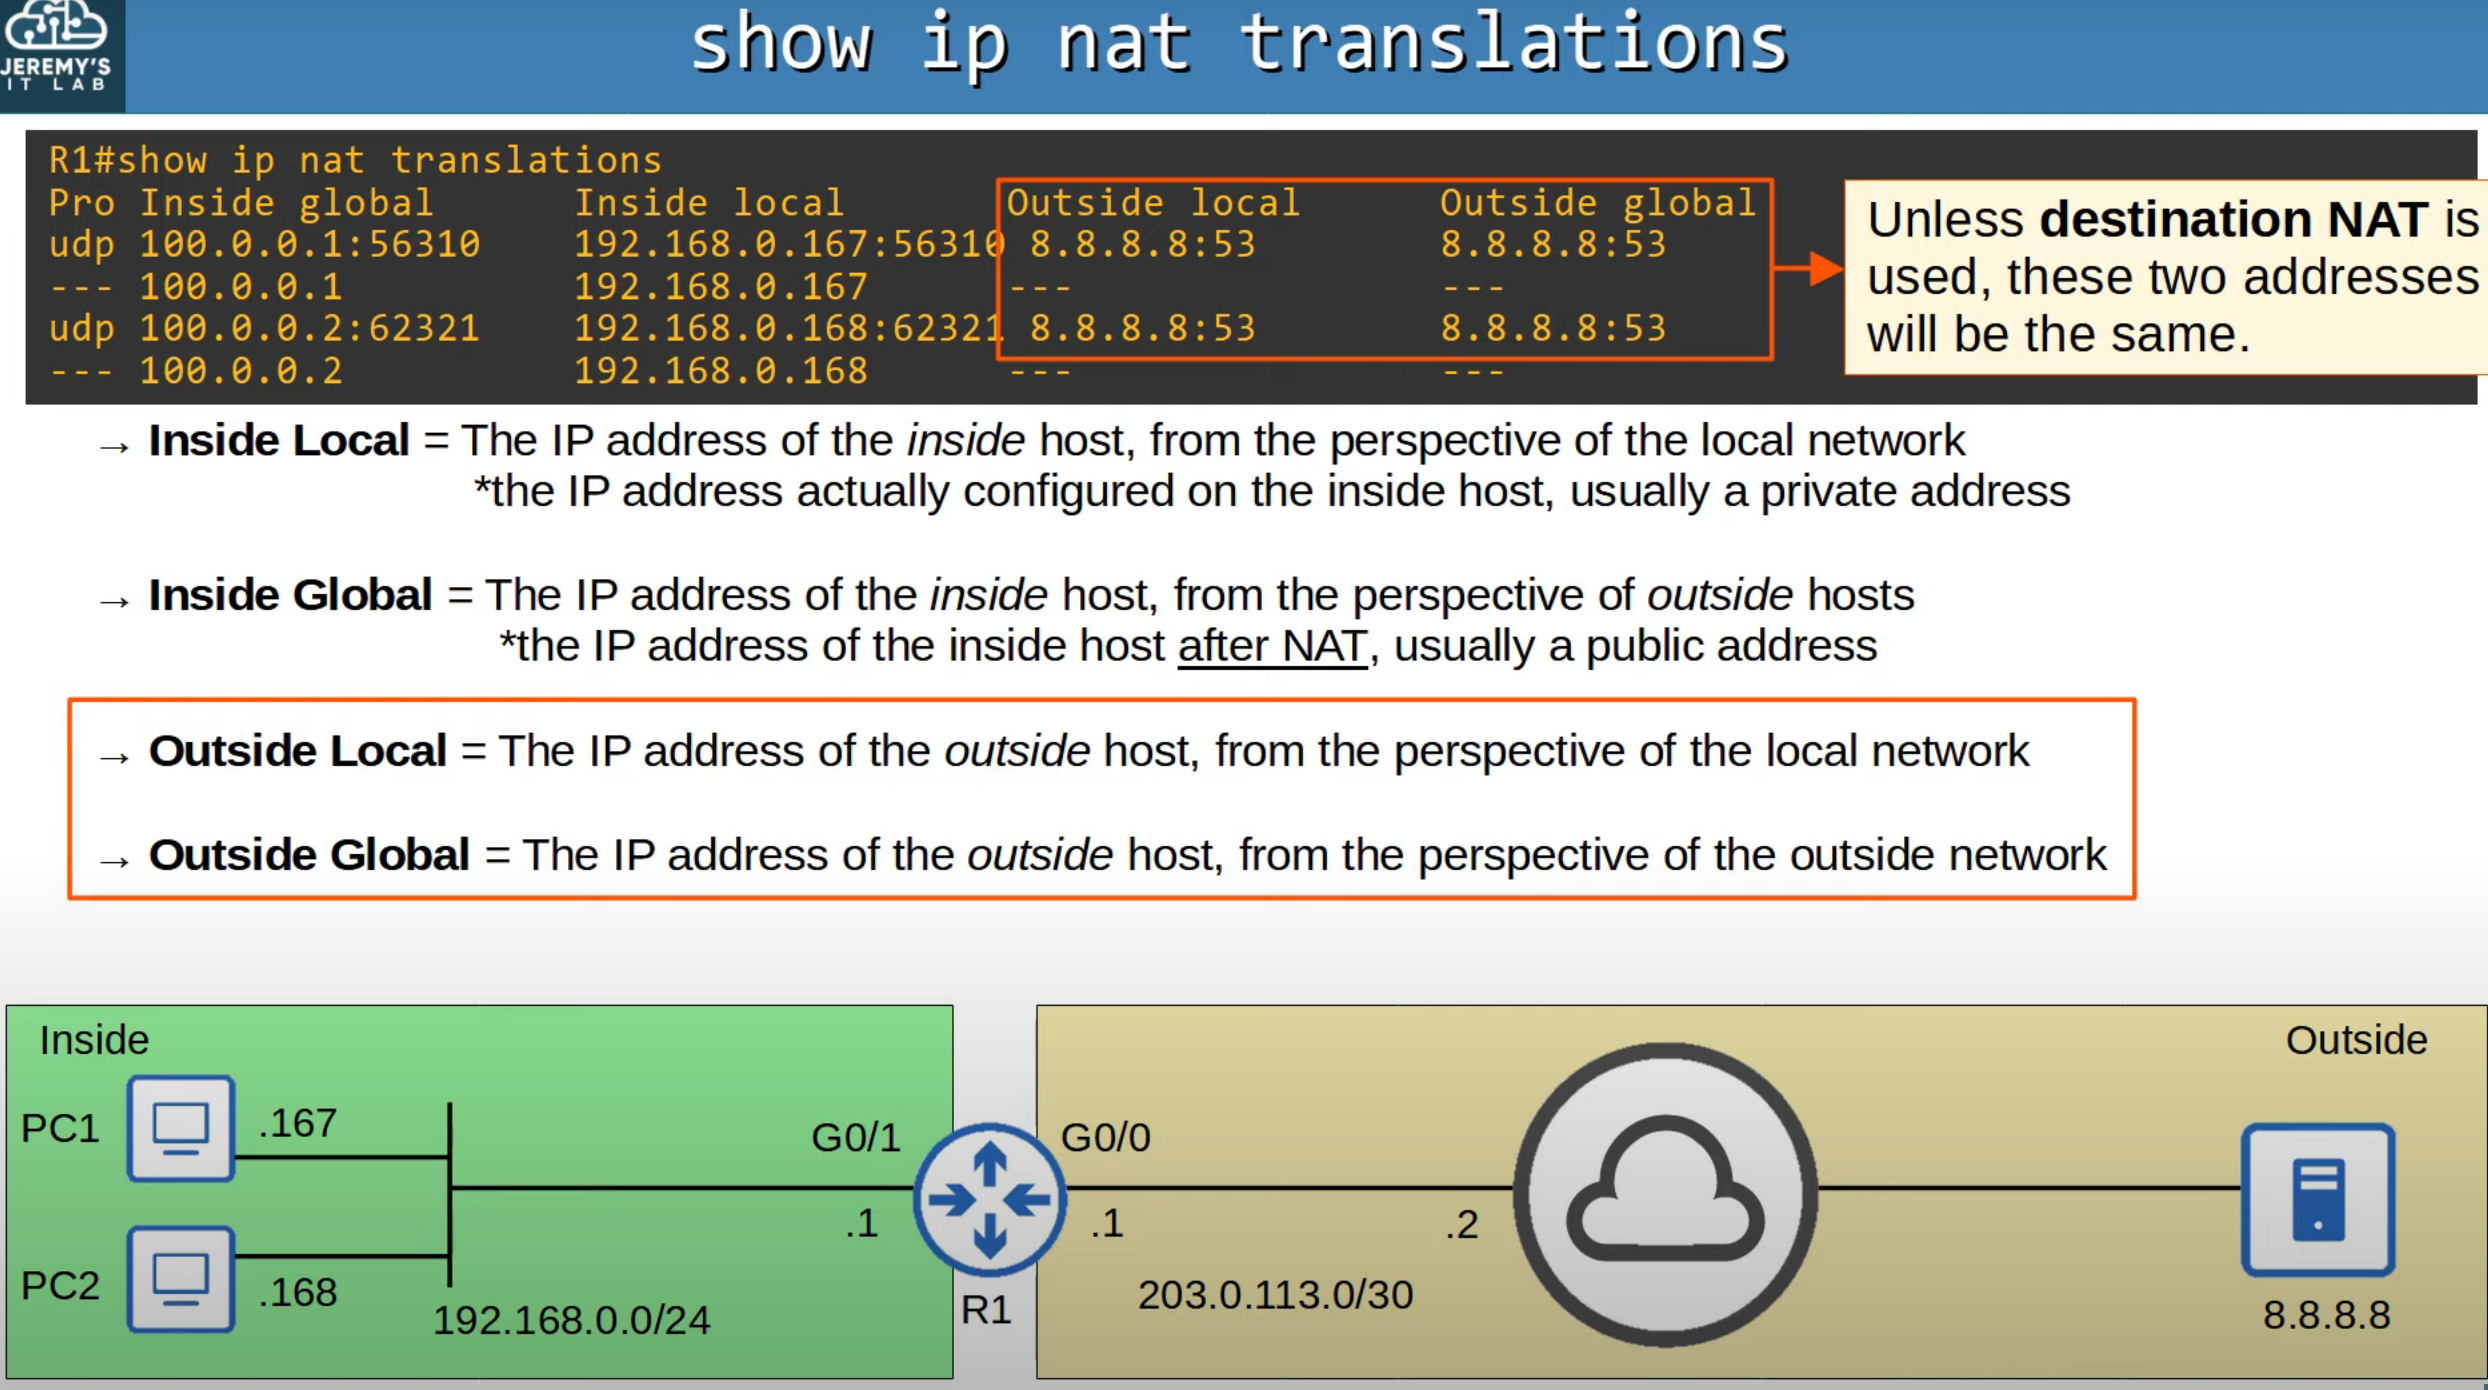 JEREMY'S
IT LAB
show ip nat translations
R1#show ip nat translations
Pro Inside global Inside local Outside local Outside global
udp 100.0.0.1:56310 192.168.0.167:56310 8.8.8.8:53 8.8.8.8:53
--- 100.0.0.1 192.168.0.167 --- ---
udp 100.0.0.2:62321 192.168.0.168:62321 8.8.8.8:53 8.8.8.8:53
--- 100.0.0.2 192.168.0.168 --- ---
Unless destination NAT is
used, these two addresses
will be the same.
→ Inside Local = The IP address of the inside host, from the perspective of the local network
*the IP address actually configured on the inside host, usually a private address
→ Inside Global = The IP address of the inside host, from the perspective of outside hosts
*the IP address of the inside host after NAT, usually a public address
→ Outside Local = The IP address of the outside host, from the perspective of the local network
→ Outside Global = The IP address of the outside host, from the perspective of the outside network
Inside
Outside
PC1
.167
G0/1
G0/0
.1
.1
.2
PC2
.168
192.168.0.0/24
R1
203.0.113.0/30
8.8.8.8